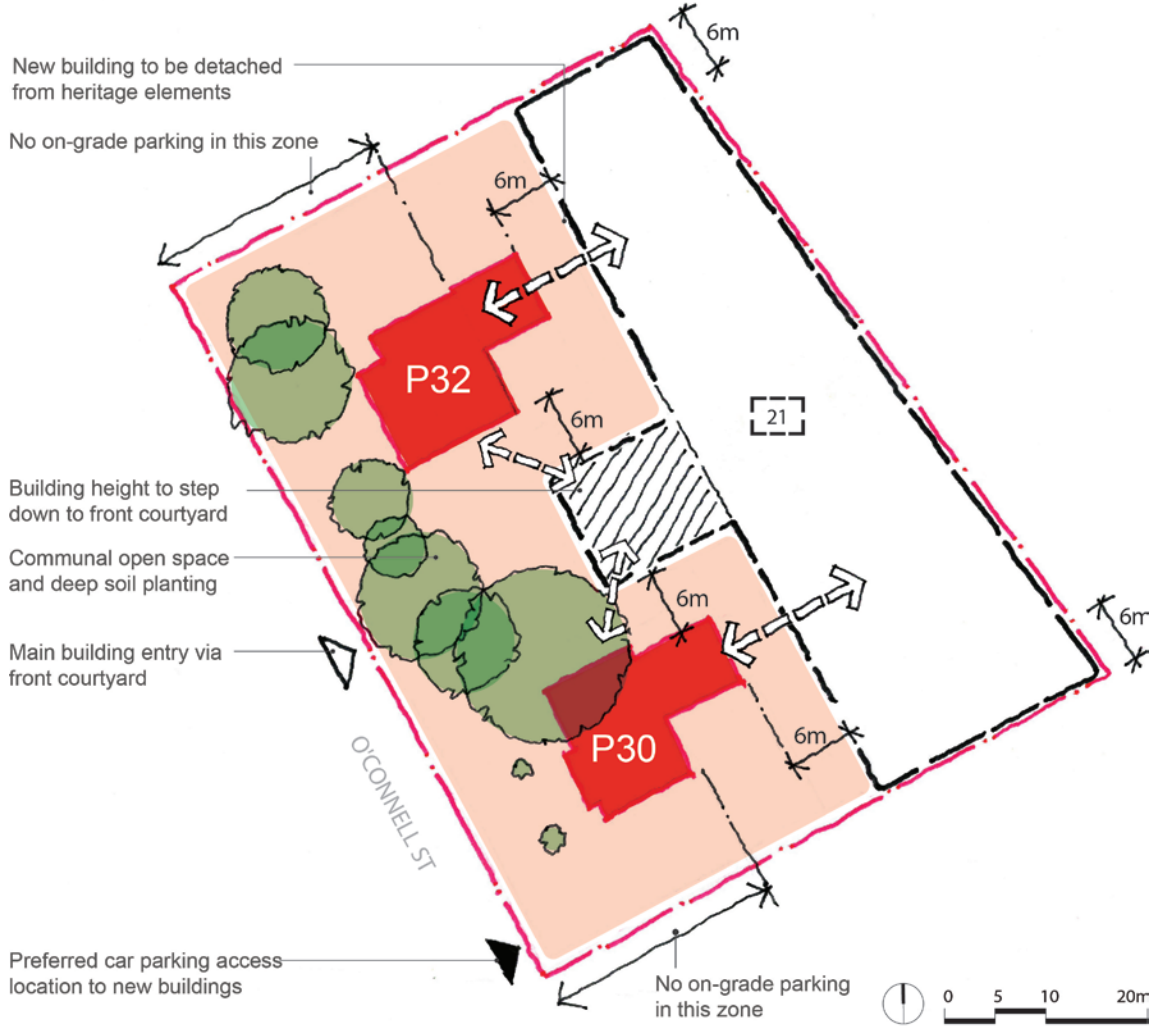 6m
New building to be detached
from heritage elements
No on-grade parking in this zone
6m
P32
6m
21
Building height to step
down to front courtyard
Communal open space
and deep soil planting
6m
6m
Main building entry via
front courtyard
6m
P30
O'CONNELL ST
Preferred car parking access
location to new buildings
No on-grade parking
in this zone
0 5 10 20m